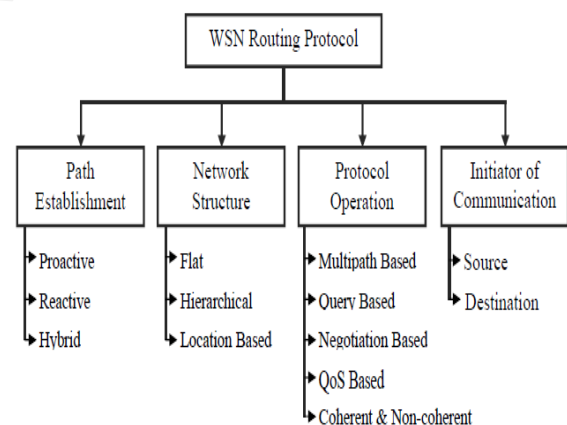 WSN Routing Protocol
Path
Establishment
Proactive
Reactive
Hybrid
Network
Structure
Flat
Hierarchical
Location Based
Protocol
Operation
Multipath Based
Query Based
Negotiation Based
QoS Based
Coherent & Non-coherent
Initiator of
Communication
Source
Destination